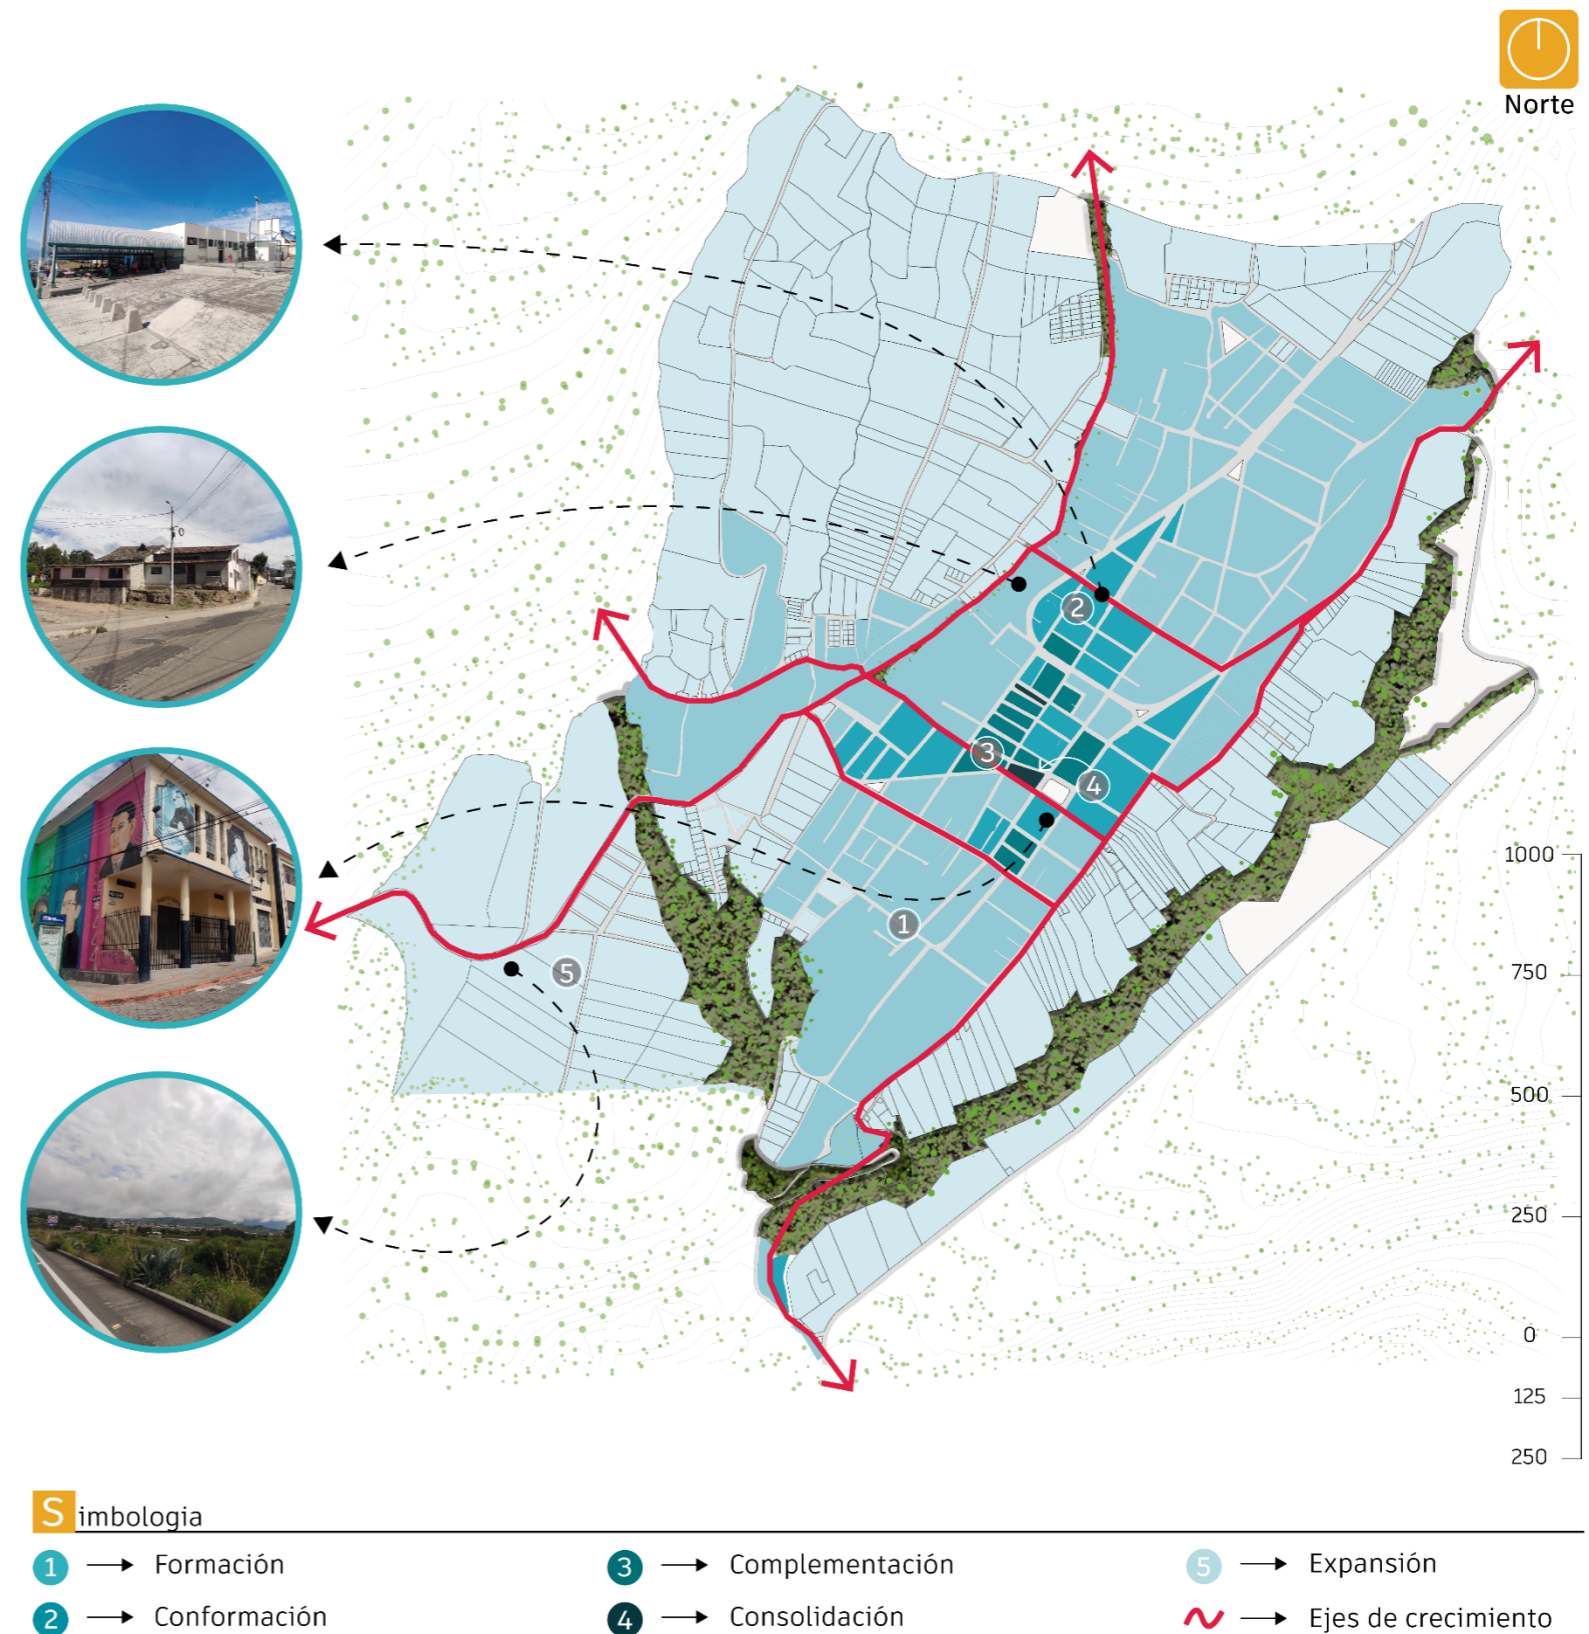 Norte
2
3
4
1
5
1000
750
500
250
0
125
250
Simbologia
1 Formación
3 Complementación
5 Expansión
2 Conformación
4 Consolidación
Ejes de crecimiento